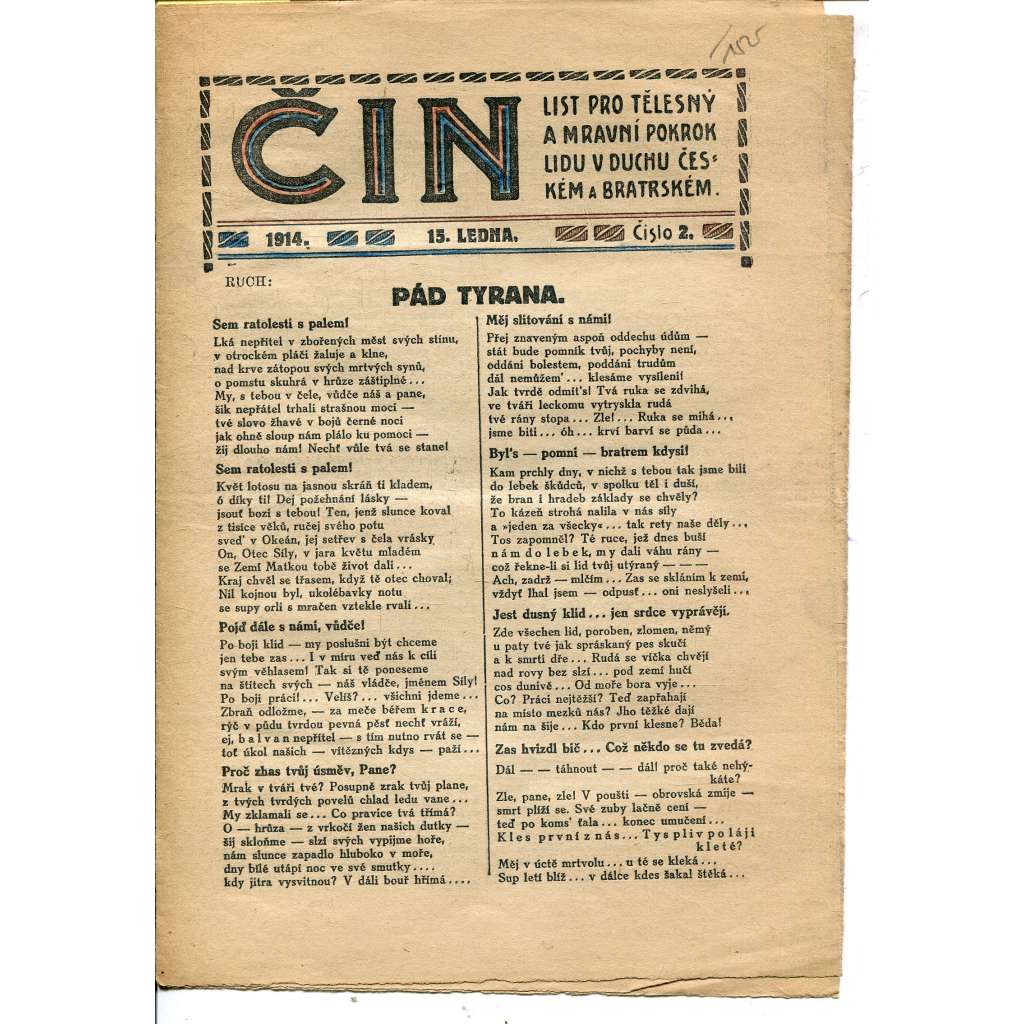 ČIN
LIST PRO TĚLESNÝ
A MRAVNÍ POKROK
LIDU V DUCHU ČES-
KÉM A BRATRSKÉM.
1914. 15. LEDNA. Číslo 2.
RUCH:
PÁD TYRANA.
Sem ratolesti s palem!
Lká nepřítel v zbořených měst svých stínu,
v otrockém pláči žaluje a klne,
nad krve zátopou svých mrtvých synů,
o pomstu skuhrá v hrůze záštiplné...
My, s tebou v čele, vůdče náš a pane,
šik nepřátel trhali strašnou mocí —
tvé slovo žhavé v bojů černé noci
jak ohně sloup nám plálo ku pomoci —
žij dlouho nám! Nechť vůle tvá se stane!
Sem ratolesti s palem!
Květ lotosu na jasnou skráň ti kladem,
ó díky ti! Dej požehnání lásky —
jsouť bozi s tebou! Ten, jenž slunce koval
z tisíce věků, ručej svého potu
sveď v Okeán, jej setřev s čela vrásky
On, Otec Síly, v jara květu mladém
se Zemí Matkou tobě život dali...
Kraj chvěl se třasem, když tě otec choval;
Nil kojnou byl, ukolébavky notu
se supy orli s mračen vztekle rvali...
Pojď dále s námi, vůdče!
Po boji klid — my poslušni být chceme
jen tebe zas... I v míru veď nás k cíli
svým věhlasem! Tak si tě poneseme
na štítech svých — náš vládče, jménem Síly!
Po boji práci!... Velíš?... všichni jdeme...
Zbraň odložme, — za meče béřem krace,
rýč v půdu tvrdou pevná pěsť nechť vráží,
ej, balvan nepřítel — s tím nutno rvát se —
toť úkol našich — vítězných kdys — paží...
Proč zhas tvůj úsměv, Pane?
Mrak v tváři tvé? Posupně zrak tvůj plane,
z tvých tvrdých povelů chlad ledu vane...
My zklamali se... Co pravice tvá třímá?
O — hrůza — z vrkočí žen našich dutky —
šij skloňme — slzí svých vypijme hoře,
nám slunce zapadlo hluboko v moře,
dny bílé utápí noc ve své smutky....
kdy jitra vysvitnou? V dáli bouř hřímá....
Měj slitování s námi!
Přej znaveným aspoň oddechu údům —
stát bude pomník tvůj, pochyby není,
oddáni bolestem, poddáni trudům
dál nemůžem'... klesáme vysíleni!
Jak tvrdě odmít's! Tvá ruka se zdvihá,
ve tváři leckomu vytryskla rudá
tvé rány stopa... Zle!... Ruka se míhá...
jsme biti... óh... krví barví se půda...
Byl's — pomni — bratrem kdysi!
Kam prchly dny, v nichž s tebou tak jsme bili
do lebek škůdců, v spolku těl i duší,
že bran i hradeb základy se chvěly?
To kázeň strohá nalila v nás síly
a »jeden za všecky«... tak rety naše děly...
Tos zapomněl? Té ruce, jež dnes buší
nám do lebek, my dali váhu rány —
což řekne-li si lid tvůj utýraný — — —
Ach, zadrž — mlčím... Zas se skláním k zemi,
vždyť lhal jsem — odpusť... oni neslyšeli...
Jest dusný klid... jen srdce vyprávějí.
Zde všechen lid, poroben, zlomen, němý
u paty tvé jak spráskaný pes skučí
a k smrti dře... Rudá se víčka chvějí
nad rovy bez slzí... pod zemí hučí
cos dunivě... Od moře bora vyje...
Co? Práci nejtěžší? Teď zapřahají
na místo mezků nás? Jho těžké dají
nám na šije... Kdo první klesne? Běda!
Zas hvizdl bič... Což někdo se tu zvedá?
Dál — — táhnout — — dál! proč také nehý-
káte?
Zle, pane, zle! V poušti — obrovská zmije —
smrt plíží se. Své zuby lačně cení —
teď po koms' ťala... konec umučení...
Kles první z nás... Ty spliv po láji
kleté?
Měj v úctě mrtvolu... u té se kleká...
Sup letí blíž... v dálce kdes šakal štěká...